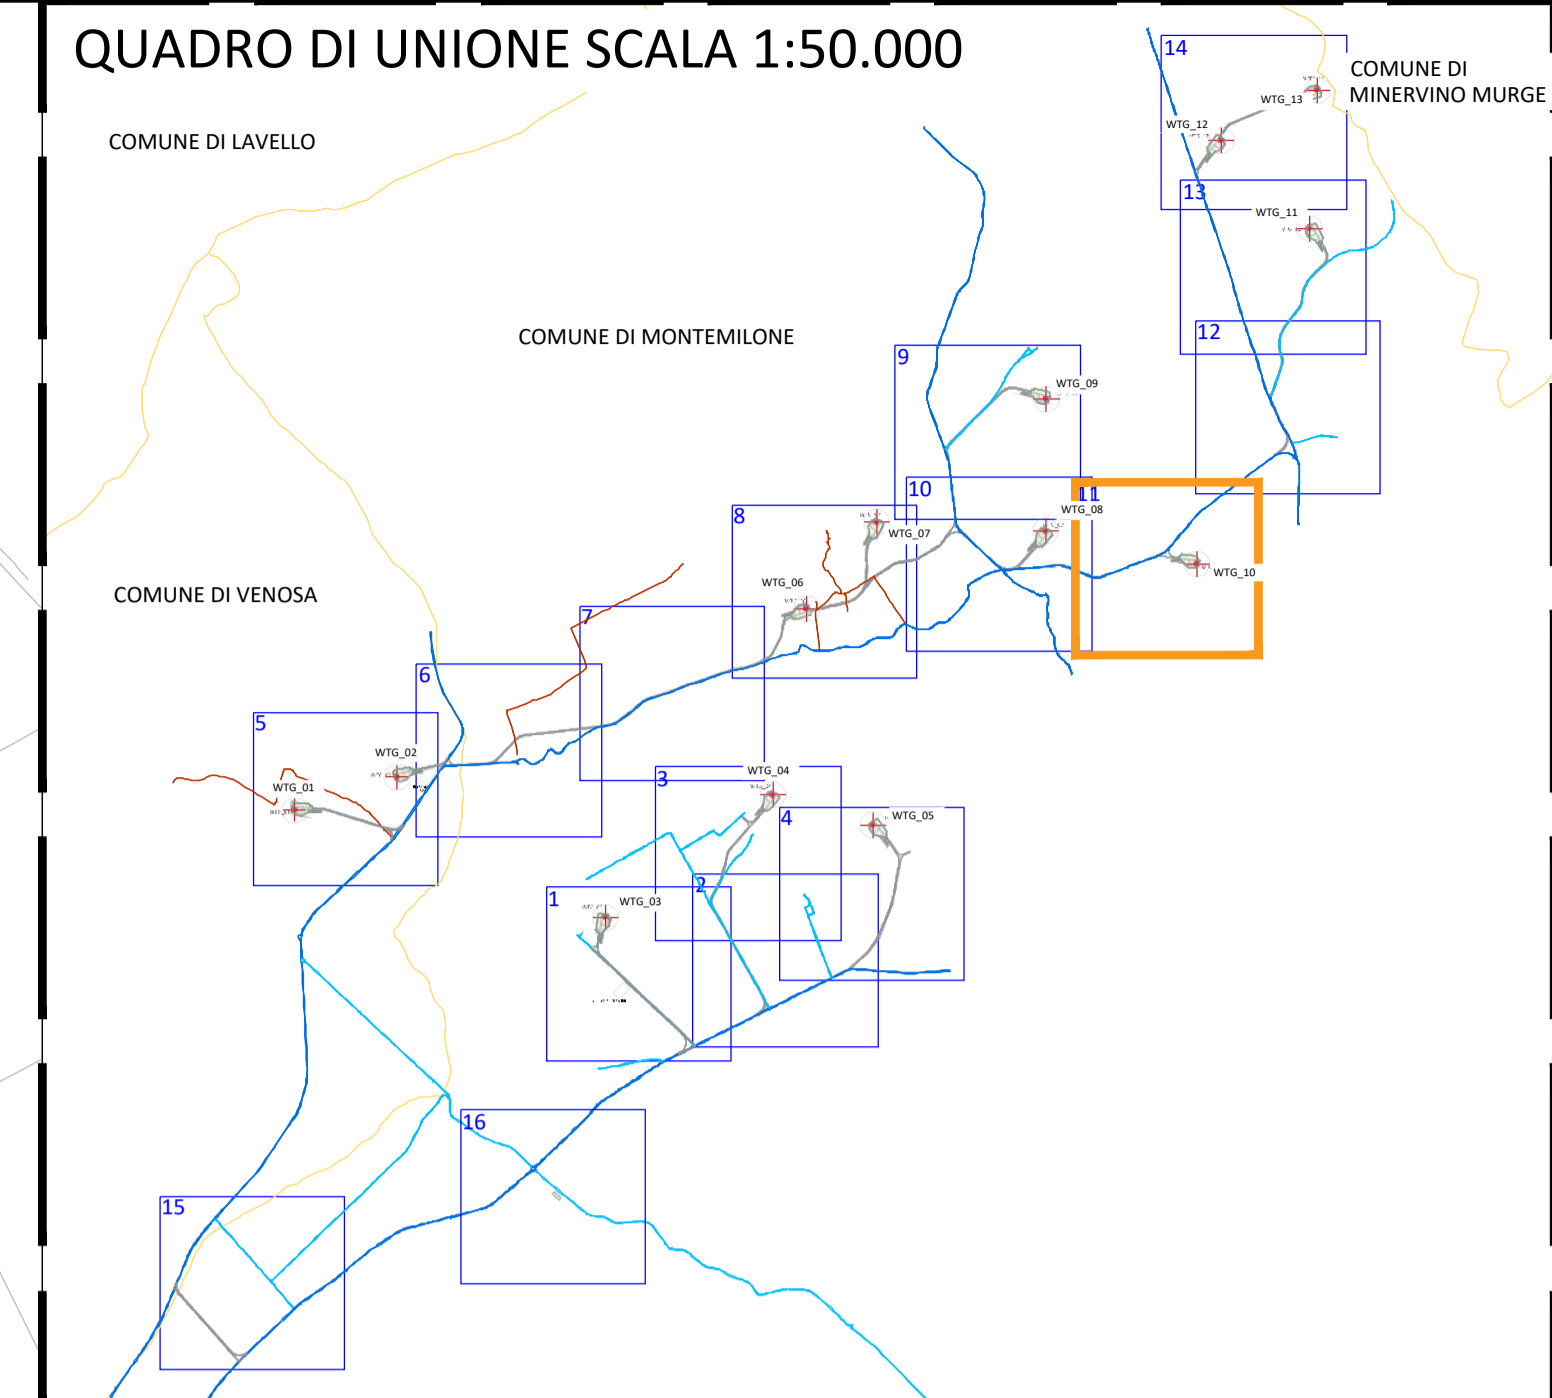 QUADRO DI UNIONE SCALA 1:50.000
COMUNE DI LAVELLO
14
COMUNE DI
MINERVINO MURGE
WTG_13
WTG_12
13
WTG_11
COMUNE DI MONTEMILONE
12
9
WTG_09
10
11
WTG_08
8
WTG_07
WTG_10
WTG_06
COMUNE DI VENOSA
7
6
5
WTG_02
WTG_01
3
WTG_04
4
WTG_05
2
1
WTG_03
16
15